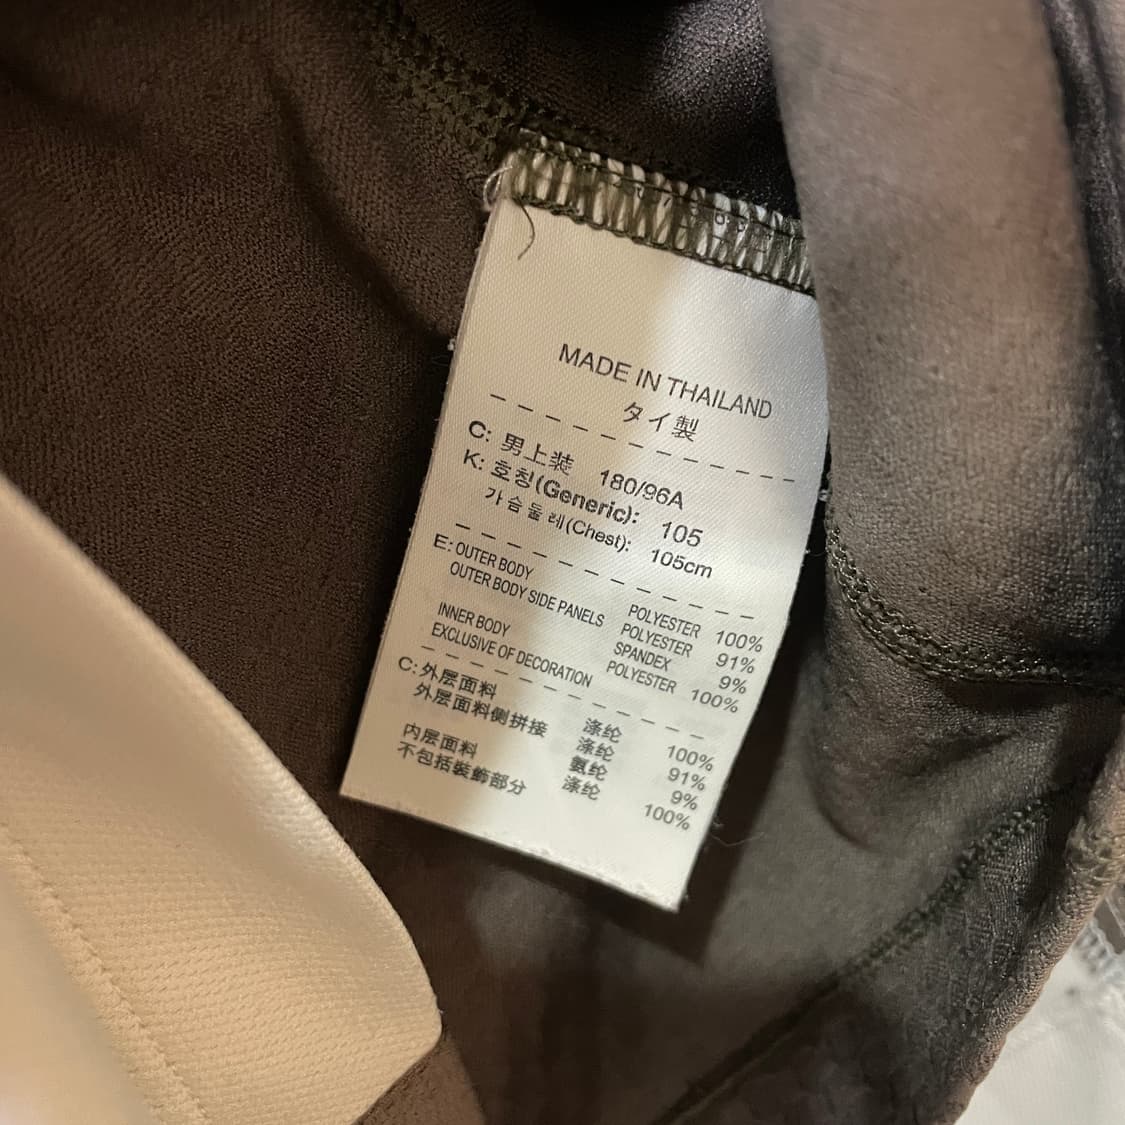 MADE IN THAILAND
タイ製
C: 男上装 180/96A
K: 호칭(Generic): 105
가슴둘레(Chest): 105cm
E: OUTER BODY POLYESTER 100%
OUTER BODY SIDE PANELS POLYESTER 91%
SPANDEX 9%
INNER BODY POLYESTER 100%
EXCLUSIVE OF DECORATION
C: 外层面料 涤纶 100%
外层面料侧拼接 涤纶 91%
氨纶 9%
内层面料 涤纶 100%
不包括裝飾部分